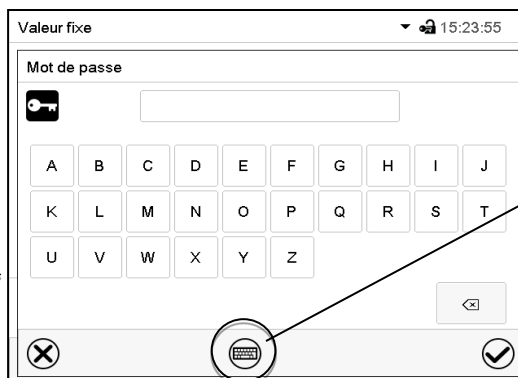 Valeur fixe 15:23:55
Mot de passe
A B C D E F G H I J
K L M N O P Q R S T
U V W X Y Z